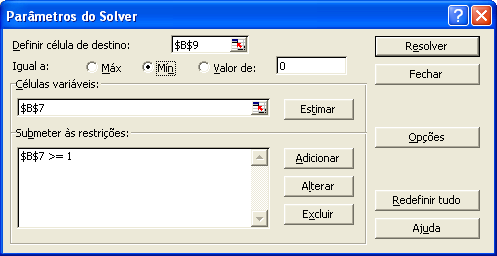 Parâmetros do Solver
Definir célula de destino: $B$9 Resolver
Igual a: Máx Mín Valor de: 0 Fechar
Células variáveis:
$B$7 Estimar
Submeter às restrições: Opções
$B$7 >= 1 Adicionar
Alterar
Redefinir tudo
Excluir
Ajuda